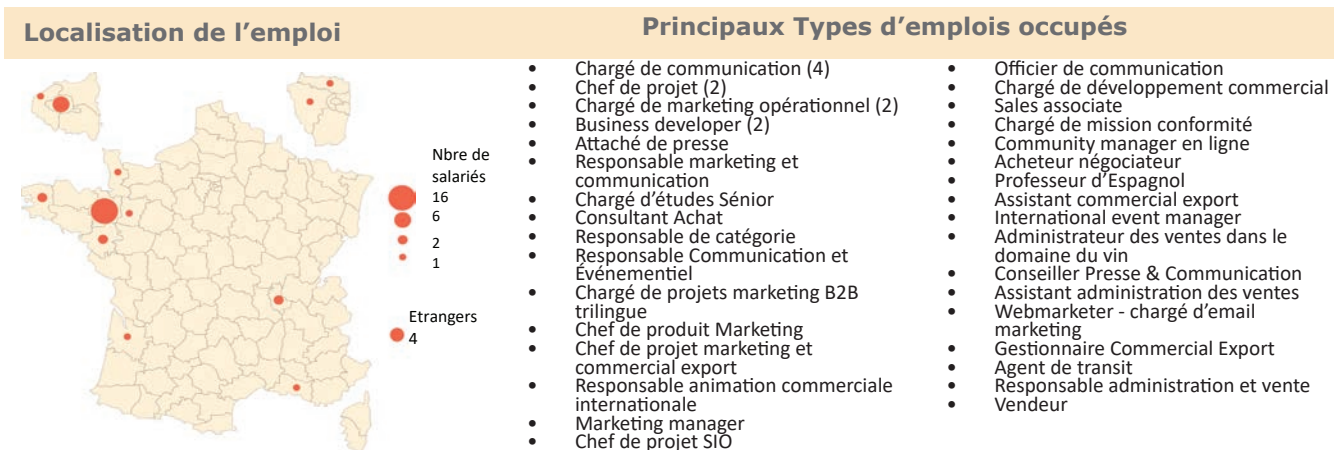 Localisation de l’emploi
Principaux Types d’emplois occupés
Nbre de
salariés
16
6
2
1
Etrangers
4
• Chargé de communication (4)
• Chef de projet (2)
• Chargé de marketing opérationnel (2)
• Business developer (2)
• Attaché de presse
• Responsable marketing et
communication
• Chargé d’études Sénior
• Consultant Achat
• Responsable de catégorie
• Responsable Communication et
Événementiel
• Chargé de projets marketing B2B
trilingue
• Chef de produit Marketing
• Chef de projet marketing et
commercial export
• Responsable animation commerciale
internationale
• Marketing manager
• Chef de projet SIO
• Officier de communication
• Chargé de développement commercial
• Sales associate
• Chargé de mission conformité
• Community manager en ligne
• Acheteur négociateur
• Professeur d’Espagnol
• Assistant commercial export
• International event manager
• Administrateur des ventes dans le
domaine du vin
• Conseiller Presse & Communication
• Assistant administration des ventes
• Webmarketer - chargé d’email
marketing
• Gestionnaire Commercial Export
• Agent de transit
• Responsable administration et vente
• Vendeur